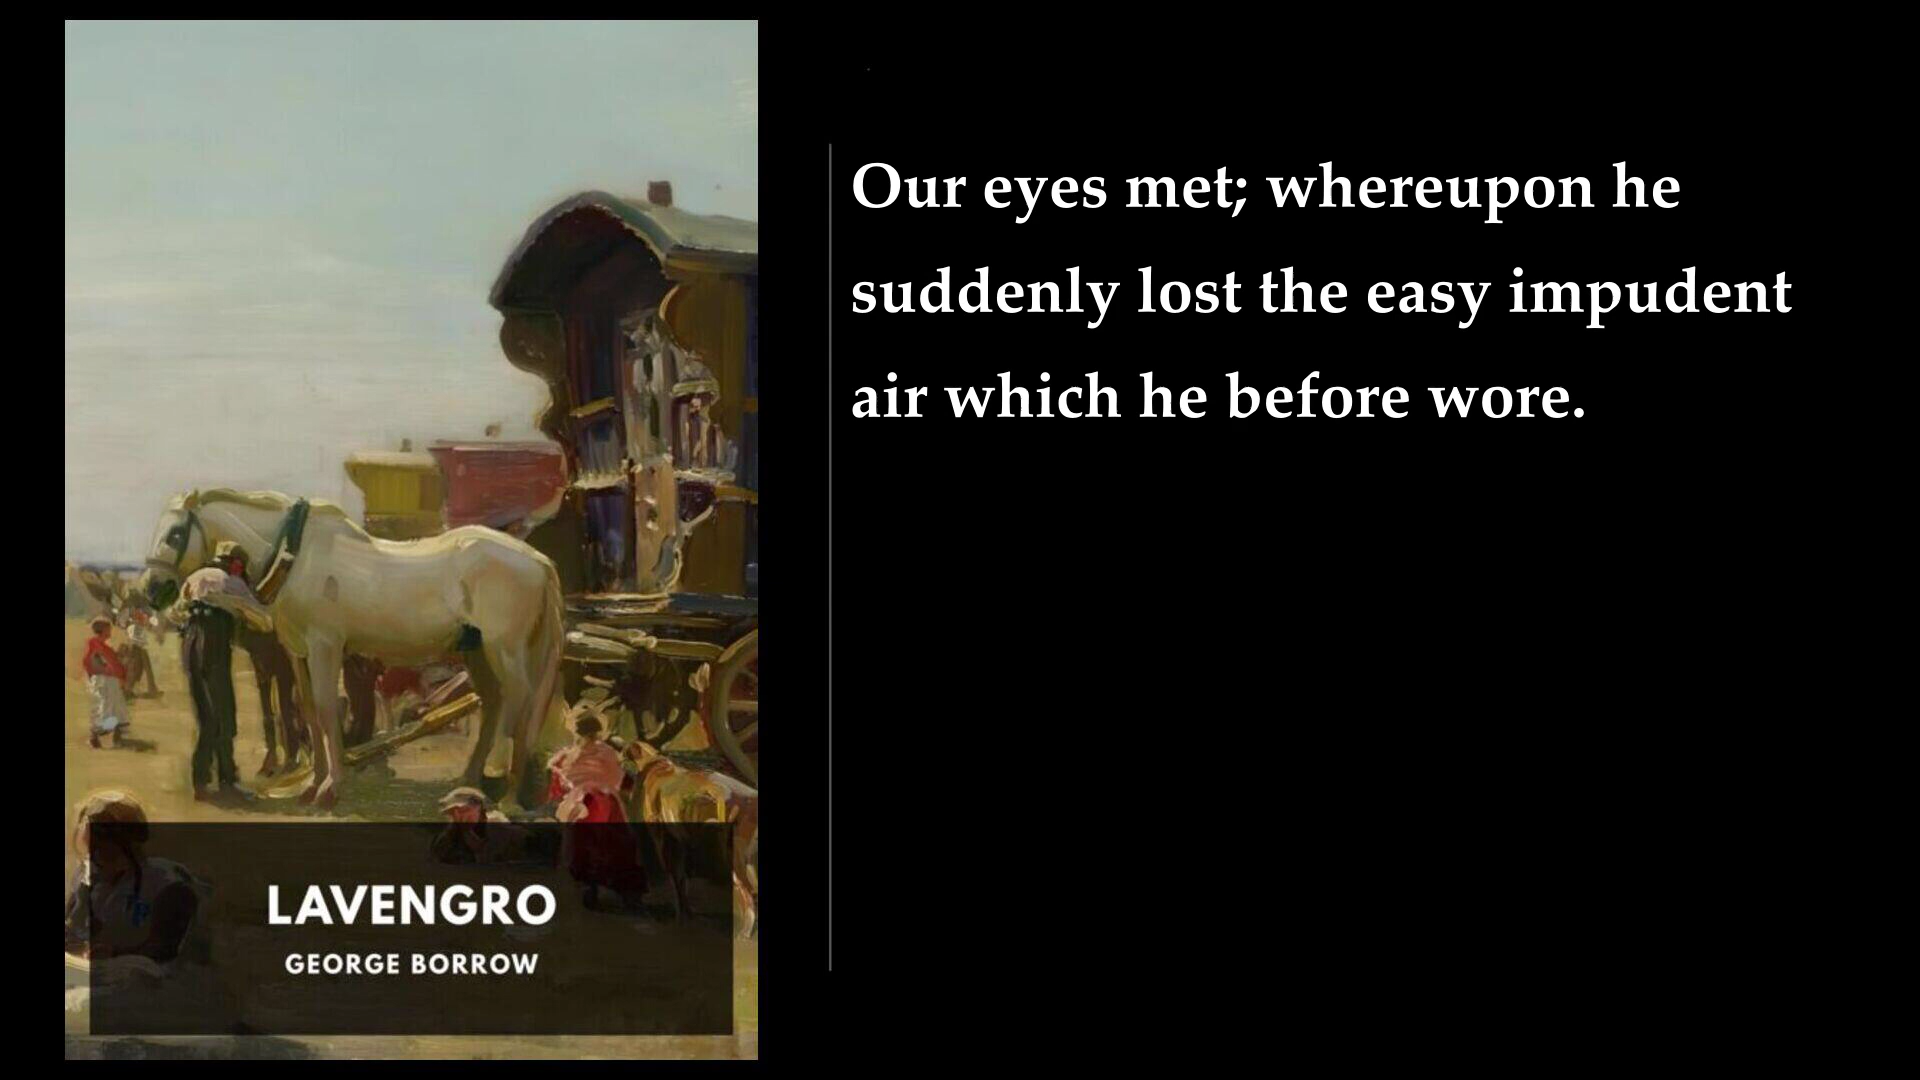 Our eyes met; whereupon he
suddenly lost the easy impudent
air which he before wore.
LAVENGRO
GEORGE BORROW